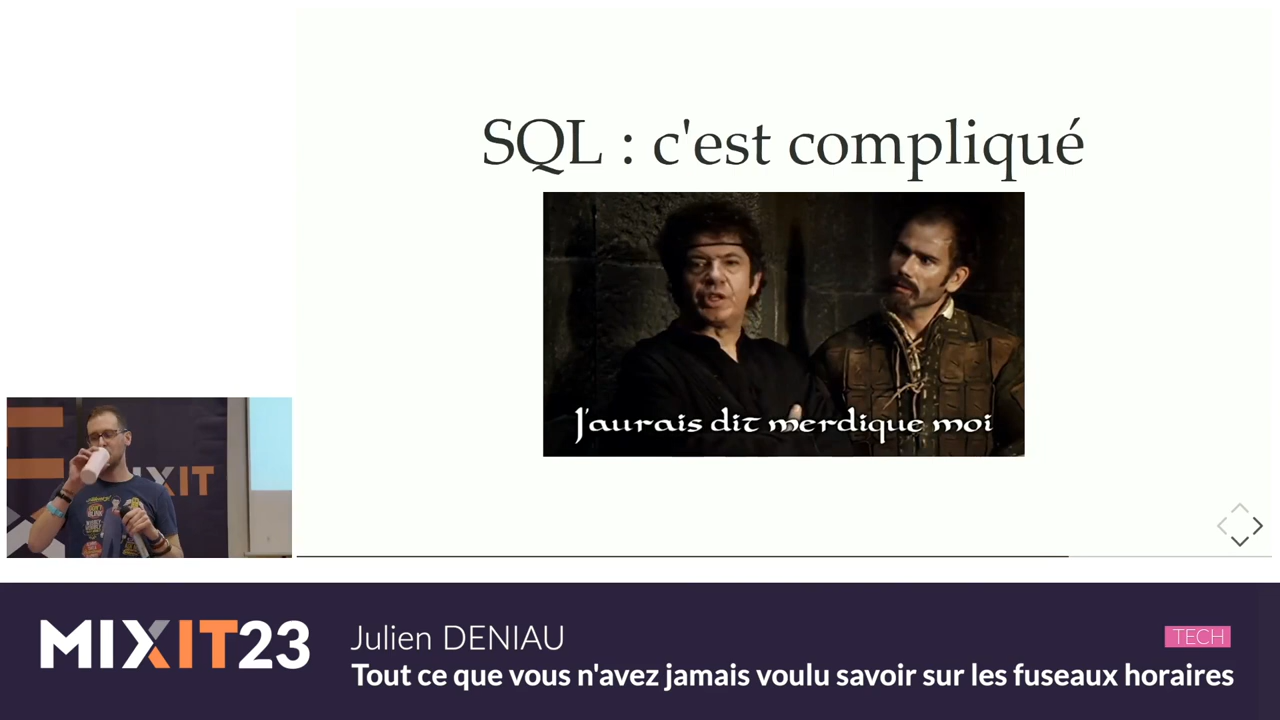 SQL : c'est compliqué
J'aurais dit merdique moi
MIXIT
MIXIT23
Julien DENIAU
TECH
Tout ce que vous n'avez jamais voulu savoir sur les fuseaux horaires